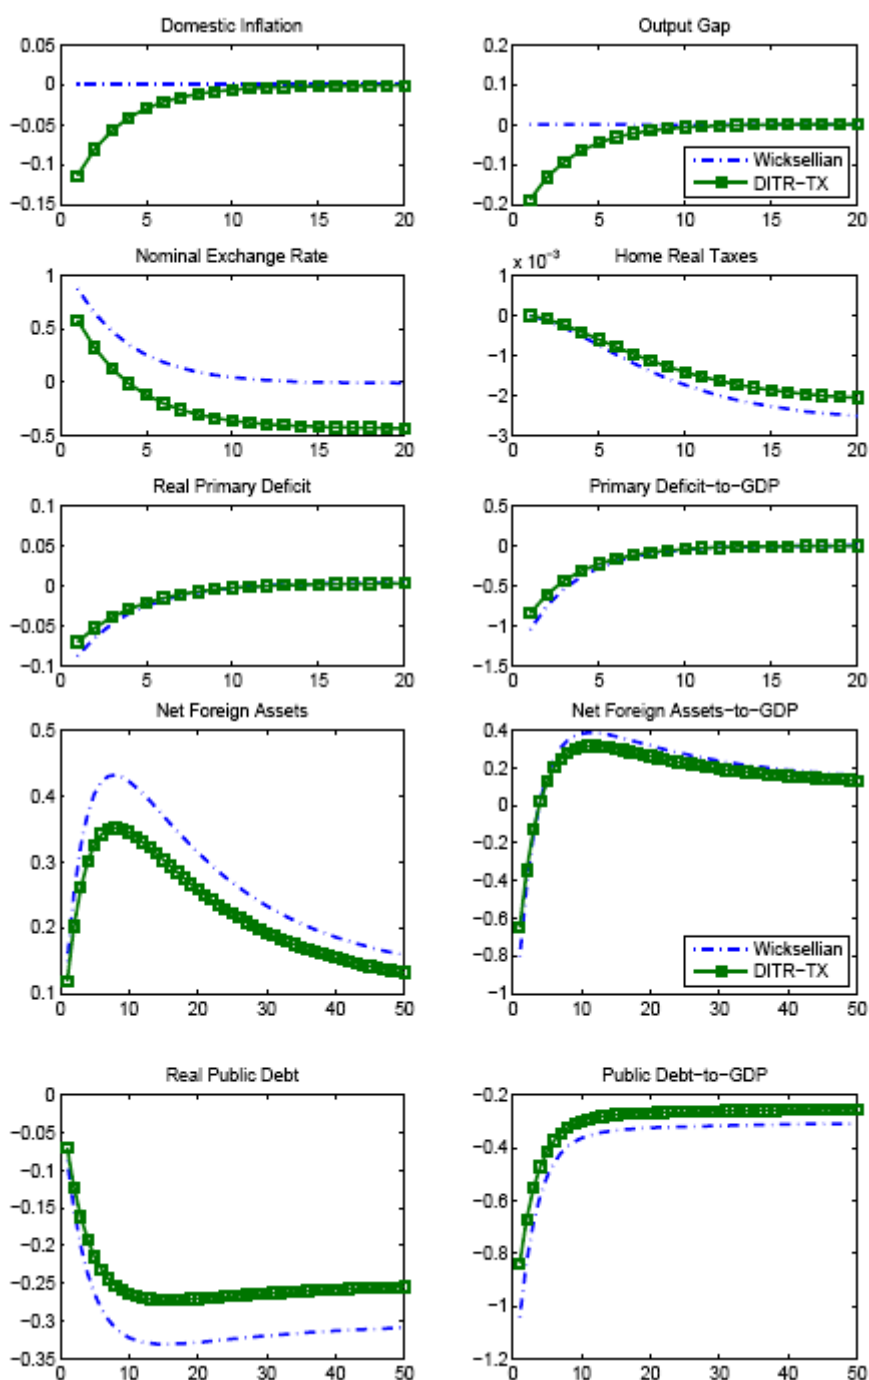 Domestic Inflation
0.05
0
−0.05
−0.1
−0.15
0 5 10 15 20
Output Gap
0.2
0.1
0
−0.1
−0.2
0 5 10 15 20
Wicksellian
DITR−TX
Nominal Exchange Rate
1
0.5
0
−0.5
0 5 10 15 20
x 10⁻³
Home Real Taxes
1
0
−1
−2
−3
0 5 10 15 20
Real Primary Deficit
0.1
0.05
0
−0.05
−0.1
0 5 10 15 20
Primary Deficit−to−GDP
0.5
0
−0.5
−1
−1.5
0 5 10 15 20
Net Foreign Assets
0.5
0.4
0.3
0.2
0.1
0 10 20 30 40 50
Net Foreign Assets−to−GDP
0.4
0.2
0
−0.2
−0.4
−0.6
−0.8
−1
0 10 20 30 40 50
Wicksellian
DITR−TX
Real Public Debt
0
−0.05
−0.1
−0.15
−0.2
−0.25
−0.3
−0.35
0 10 20 30 40 50
Public Debt−to−GDP
−0.2
−0.4
−0.6
−0.8
−1
−1.2
0 10 20 30 40 50